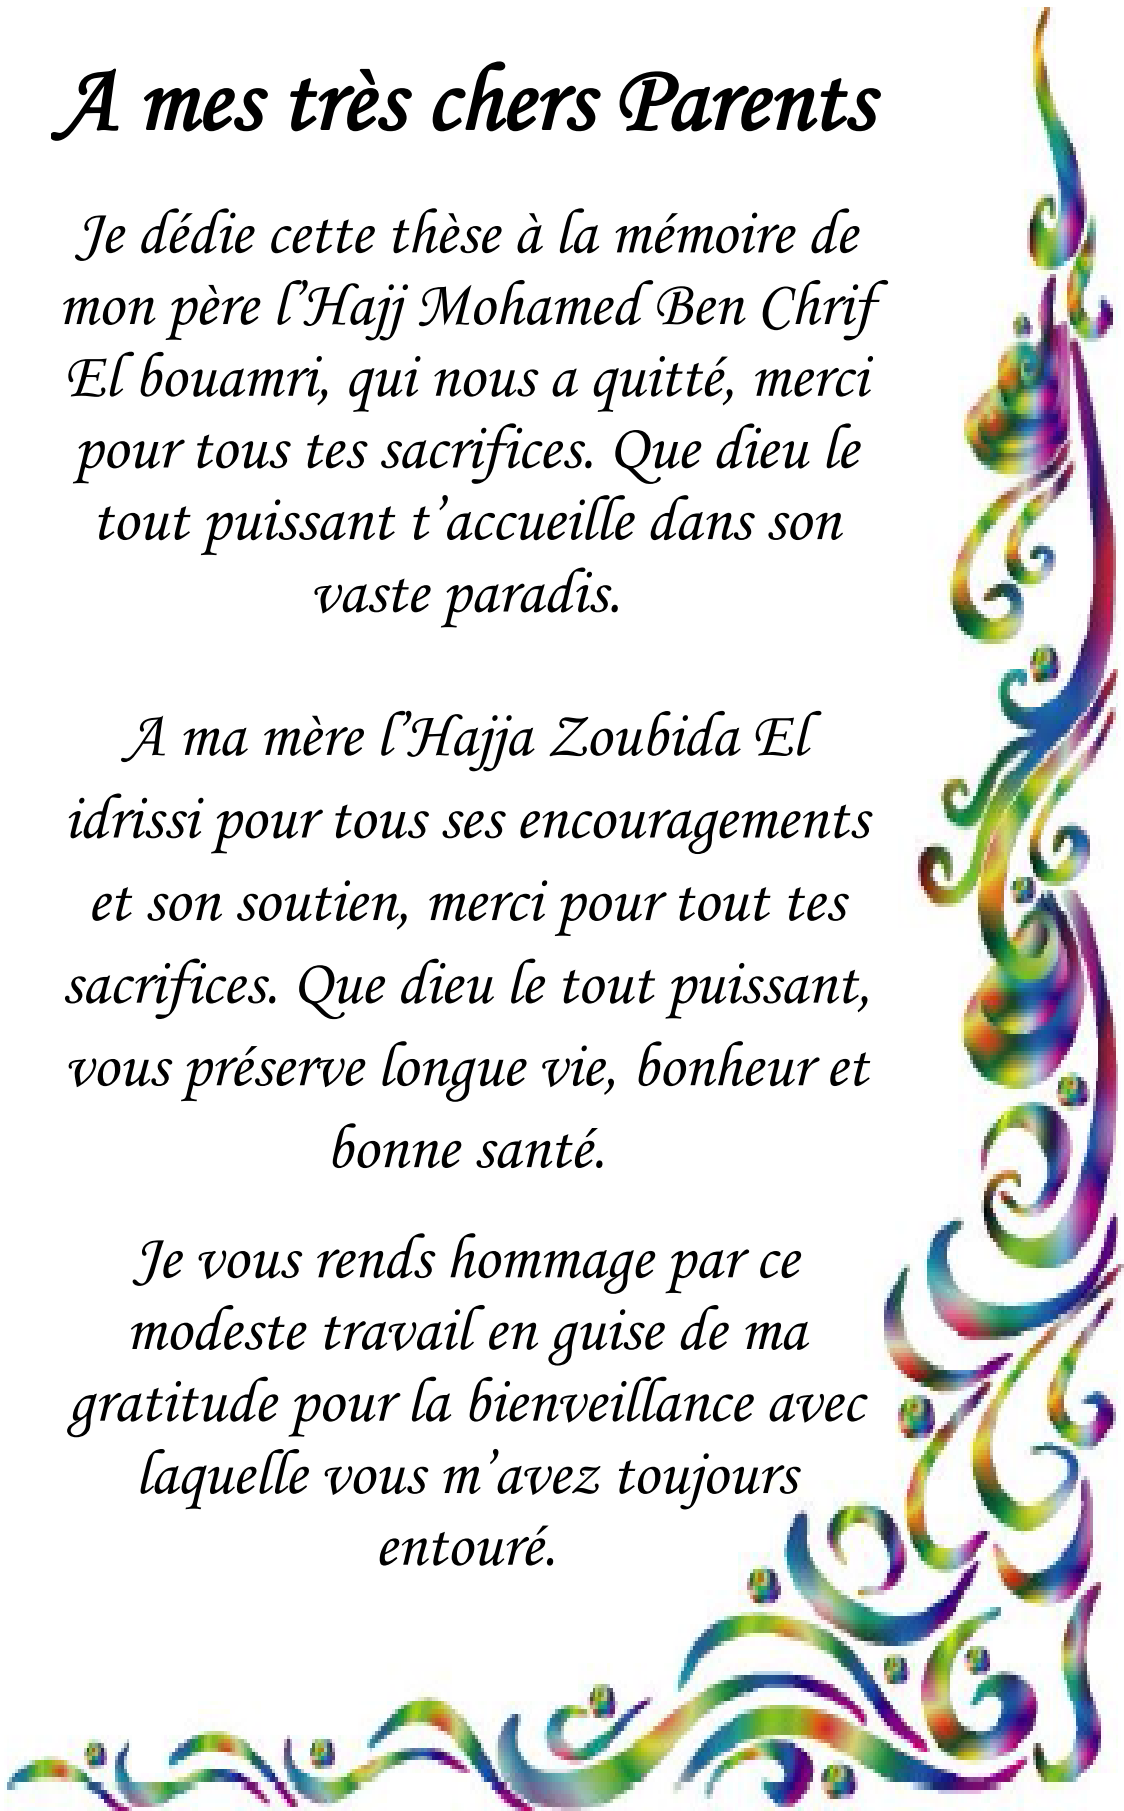 A mes très chers Parents
Je dédie cette thèse à la mémoire de
mon père l’Hajj Mohamed Ben Chrif
El bouamri, qui nous a quitté, merci
pour tous tes sacrifices. Que dieu le
tout puissant t’accueille dans son
vaste paradis.
A ma mère l’Hajja Zoubida El
idrissi pour tous ses encouragements
et son soutien, merci pour tout tes
sacrifices. Que dieu le tout puissant,
vous préserve longue vie, bonheur et
bonne santé.
Je vous rends hommage par ce
modeste travail en guise de ma
gratitude pour la bienveillance avec
laquelle vous m’avez toujours
entouré.